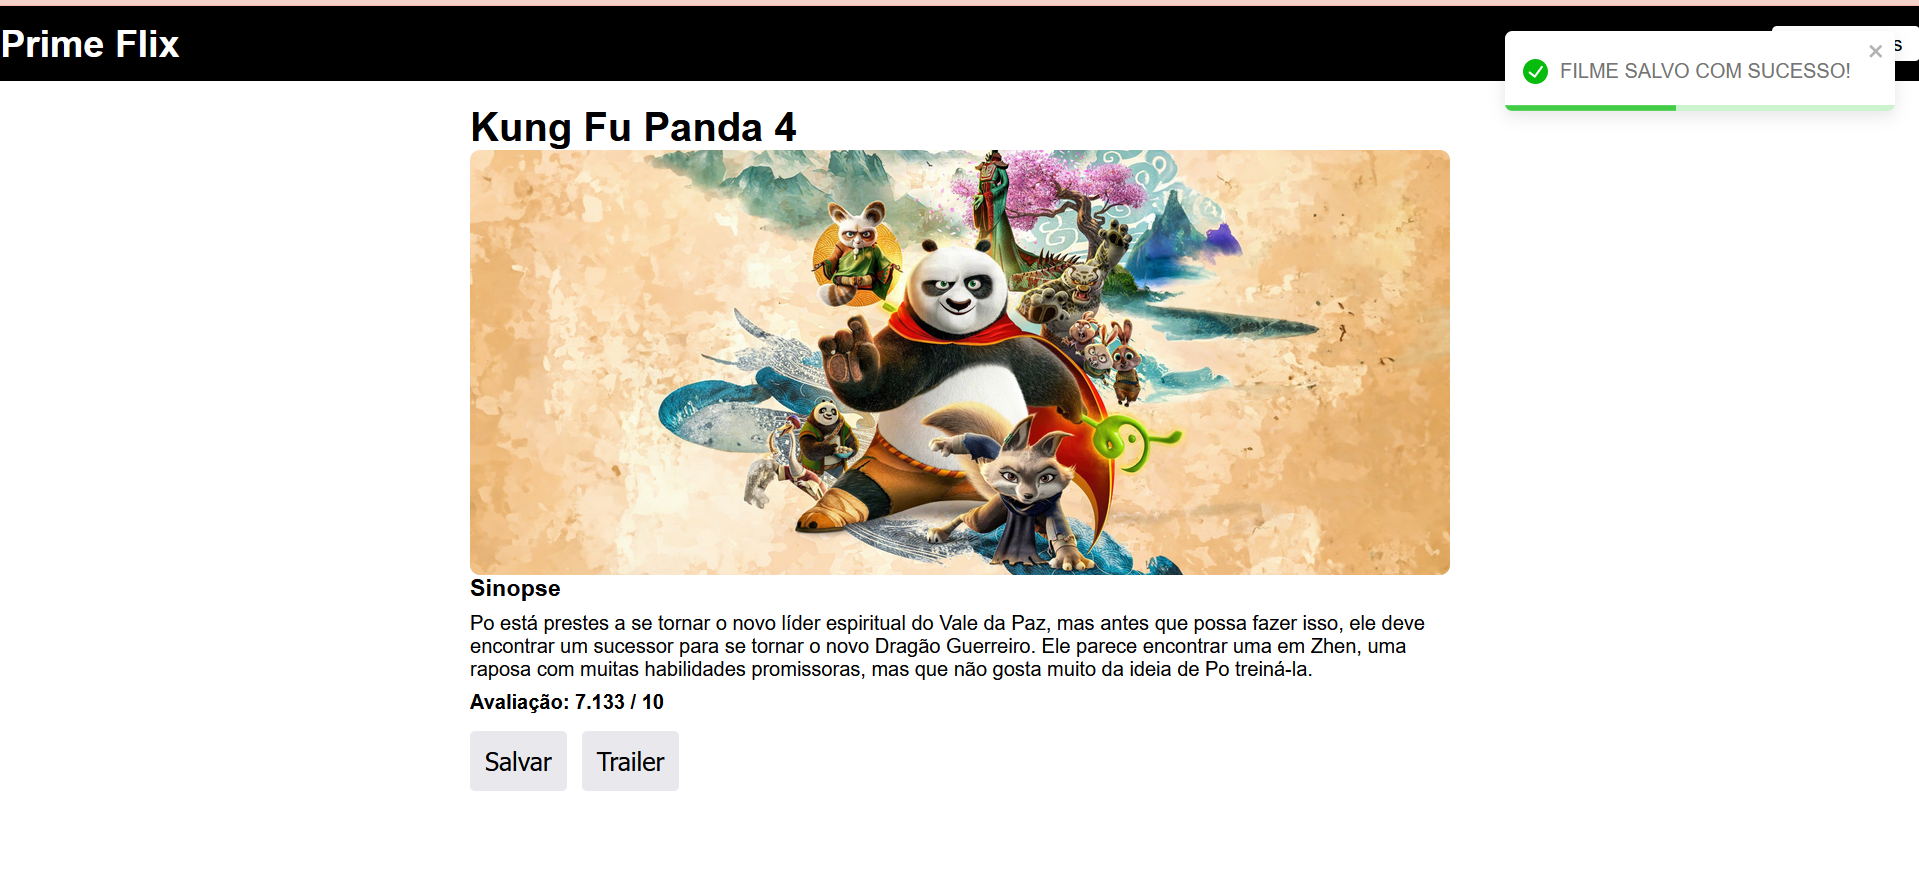 Prime Flix
FILME SALVO COM SUCESSO!
Kung Fu Panda 4
Sinopse
Po está prestes a se tornar o novo líder espiritual do Vale da Paz, mas antes que possa fazer isso, ele deve
encontrar um sucessor para se tornar o novo Dragão Guerreiro. Ele parece encontrar uma em Zhen, uma
raposa com muitas habilidades promissoras, mas que não gosta muito da ideia de Po treiná-la.
Avaliação: 7.133 / 10
Salvar
Trailer